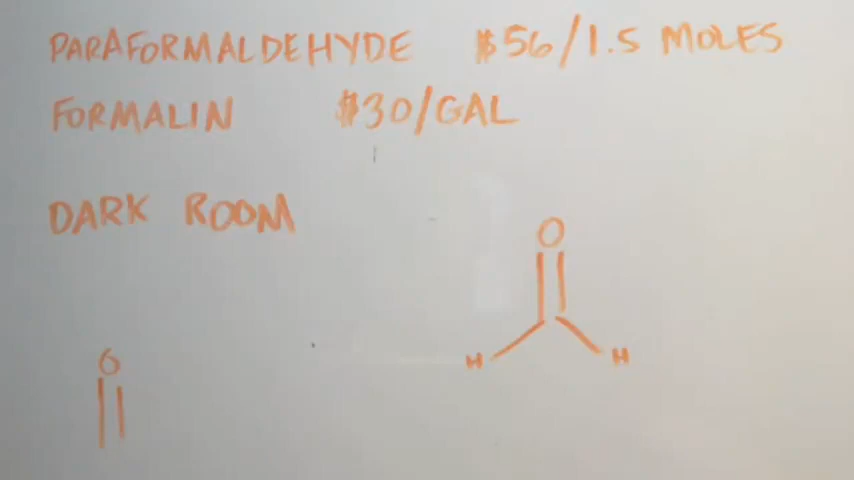 PARAFORMALDEHYDE $56/1.5 MOLES
FORMALIN $30/GAL
DARK ROOM
O
H H
O